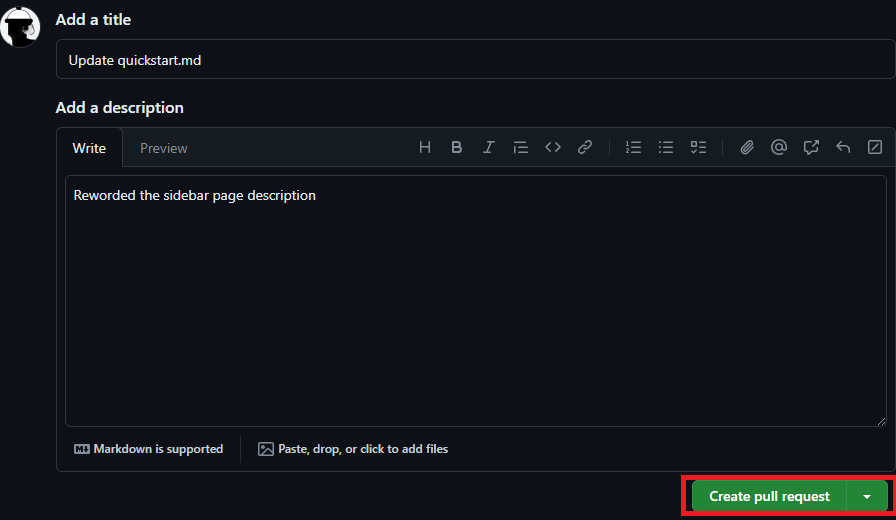 Add a title
Update quickstart.md
Add a description
Write Preview
Reworded the sidebar page description
Markdown is supported Paste, drop, or click to add files
Create pull request